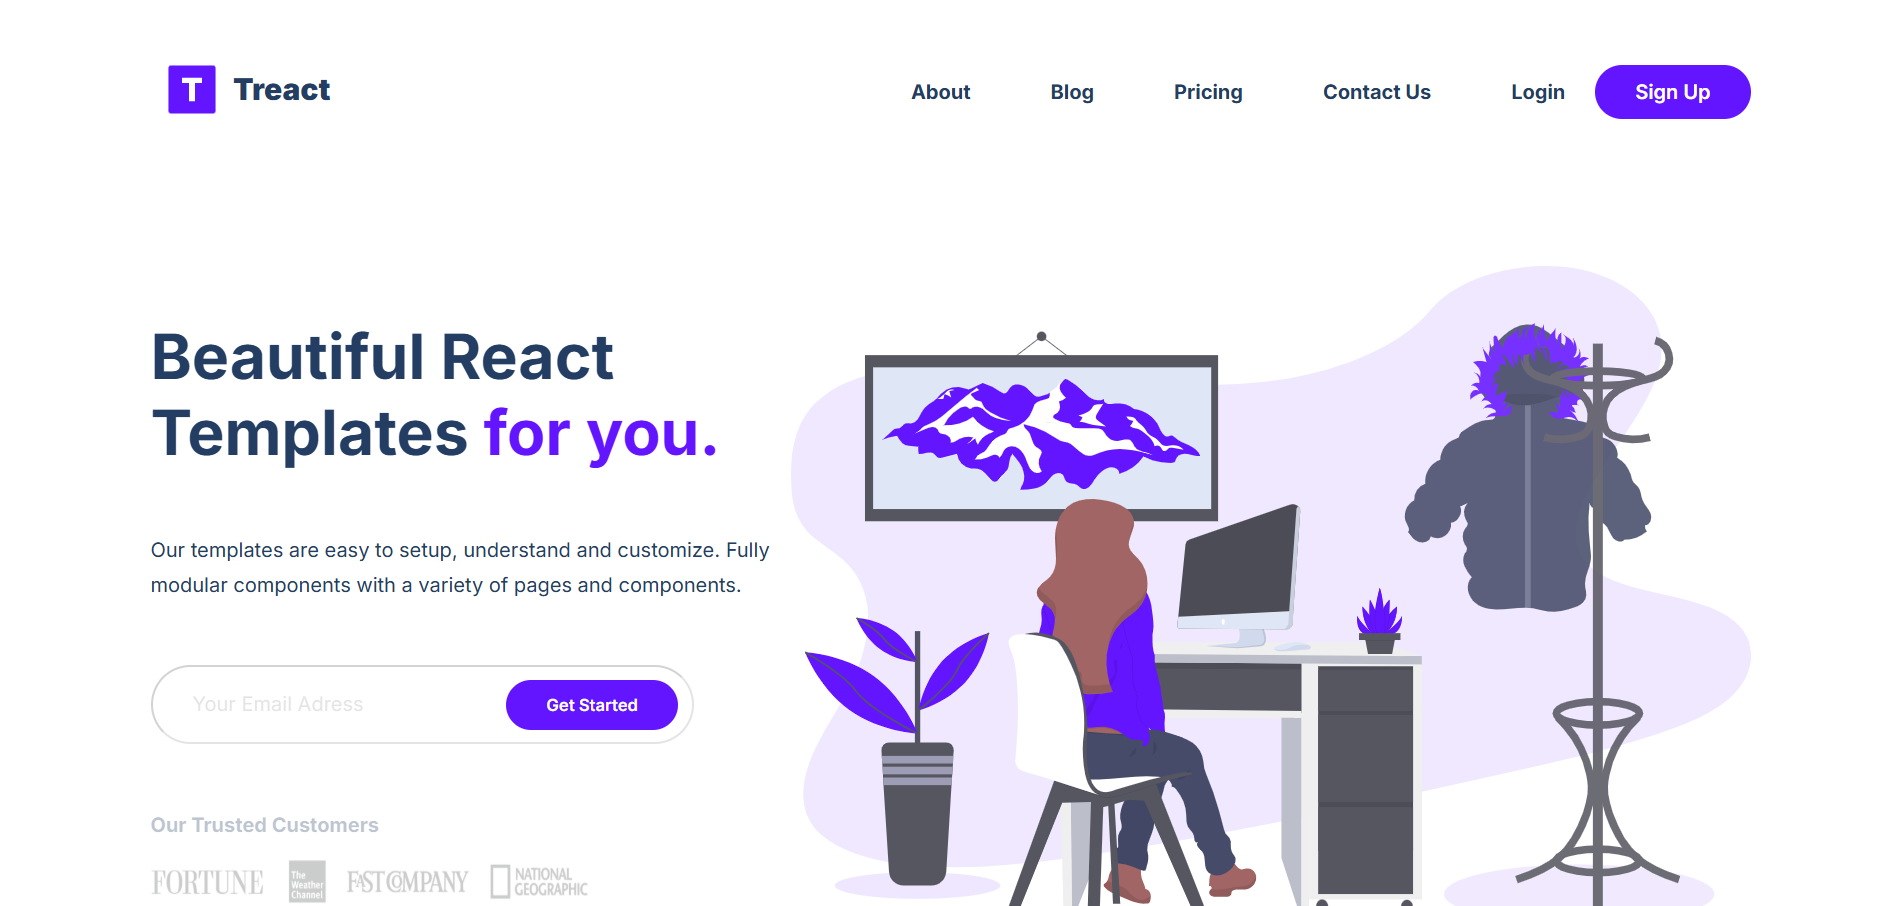 T Treact
About Blog Pricing Contact Us Login Sign Up
Beautiful React
Templates for you.
Our templates are easy to setup, understand and customize. Fully
modular components with a variety of pages and components.
Your Email Adress
Get Started
Our Trusted Customers
FORTUNE
The
Weather
Channel
FAST COMPANY
NATIONAL
GEOGRAPHIC